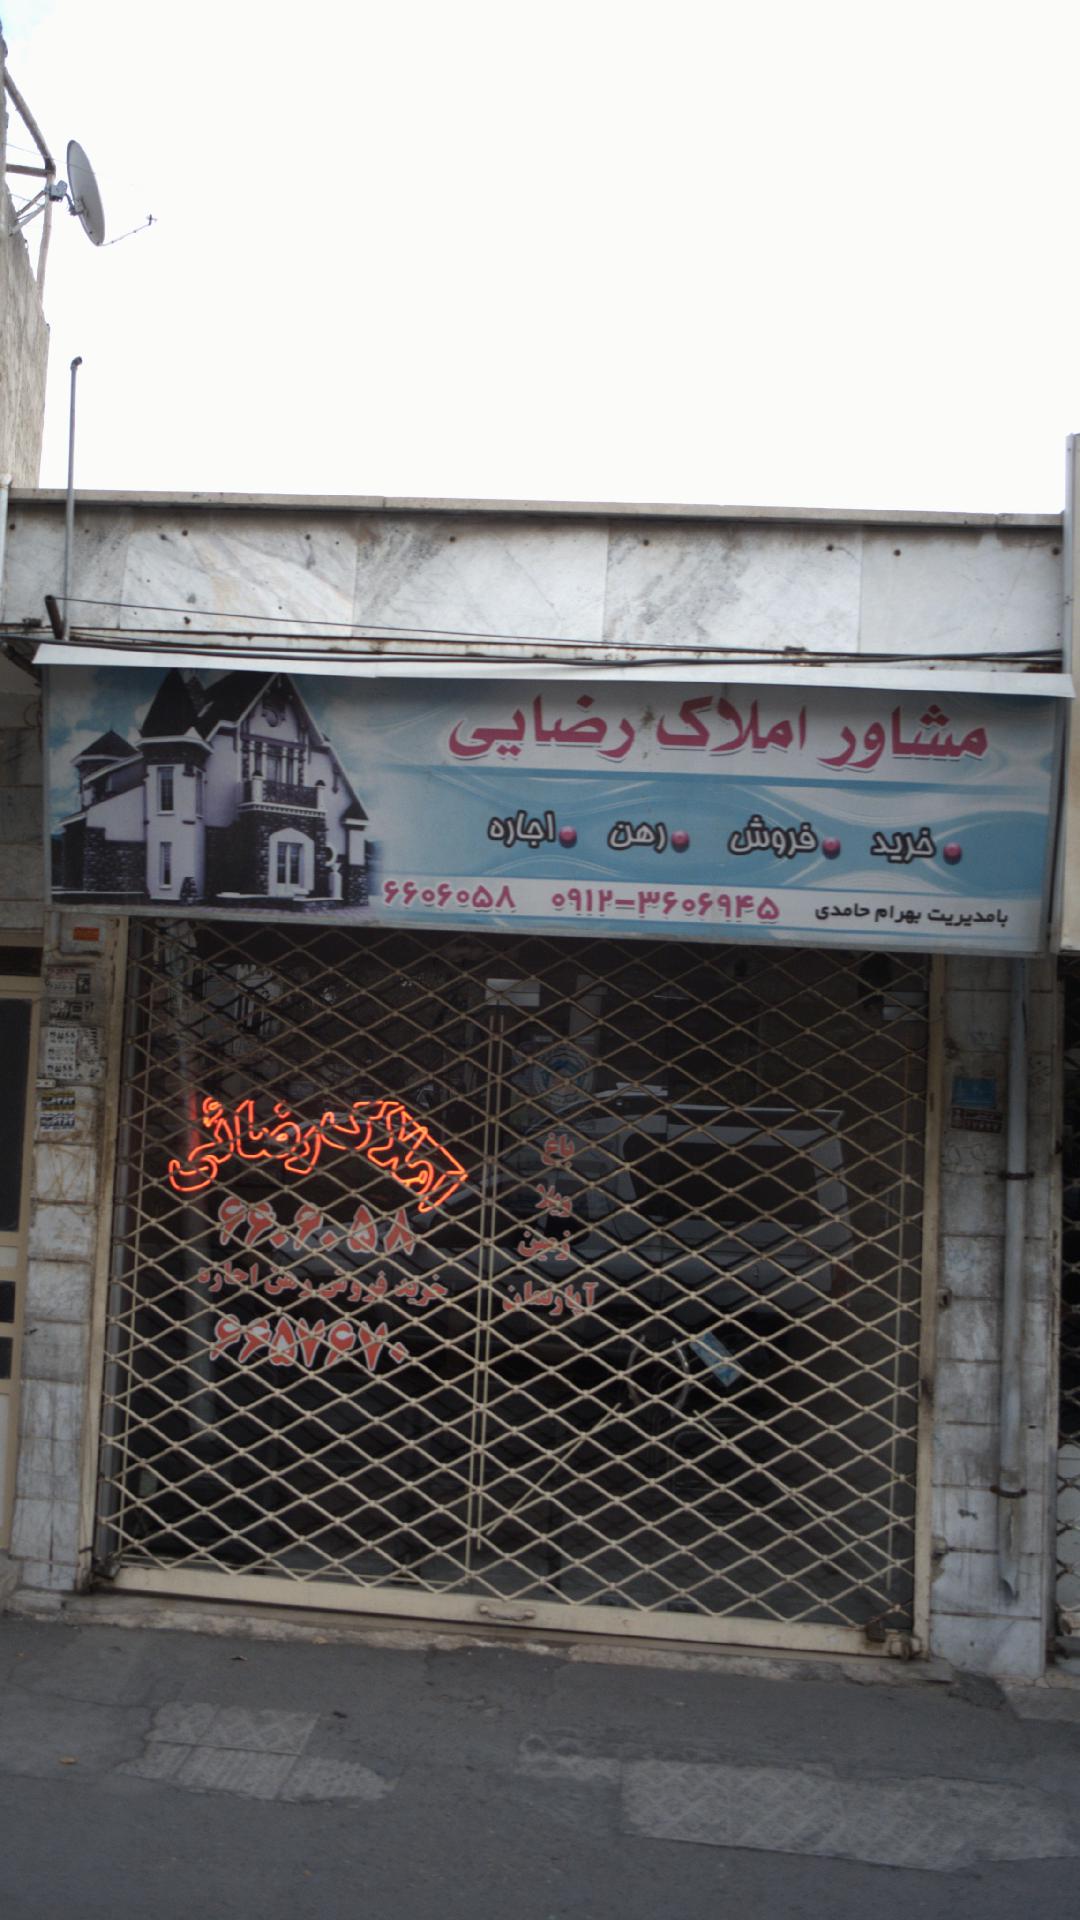 مشاور املاک رضایی
خرید فروش رهن اجاره
بامدیریت بهرام حامدی ۰۹۱۲-۳۶۰۶۹۴۵ ۶۶۰۶۰۵۸
املاک رضائی
۶۶۰۶۰۵۸
خرید فروش رهن اجاره
۶۶۵۷۶۷۰
باغ
ویلا
زمین
آپارتمان